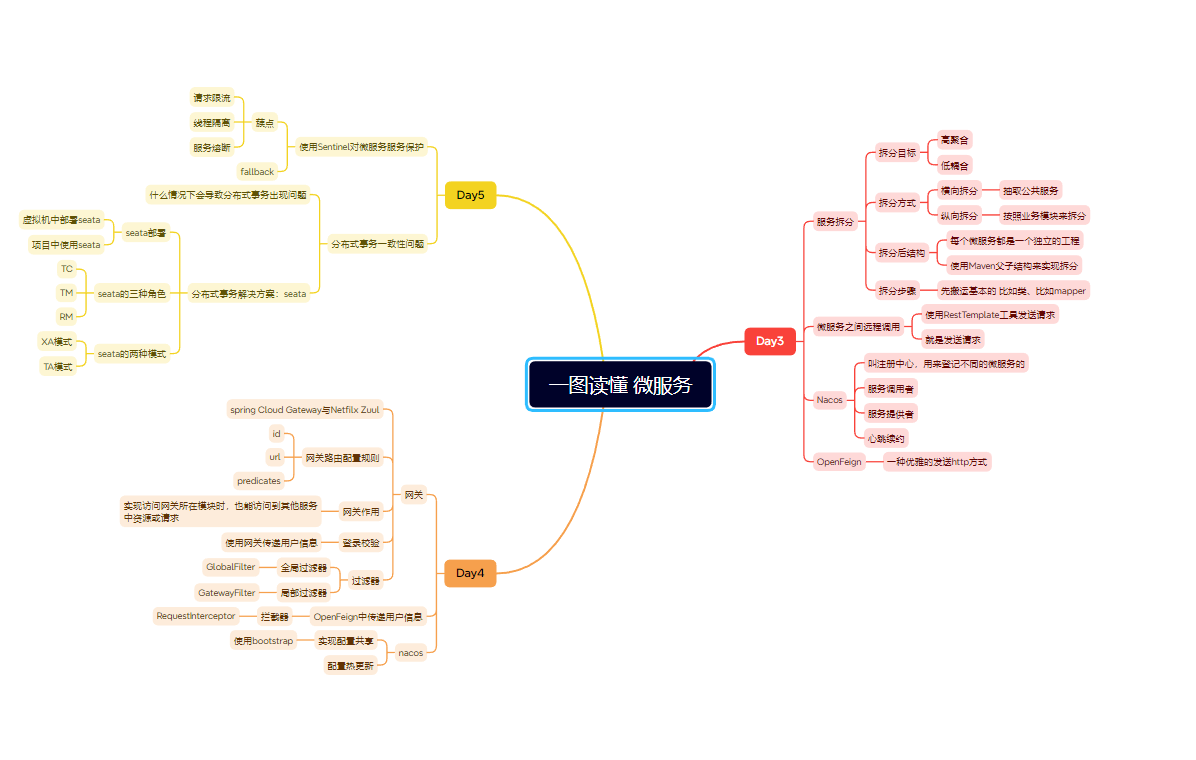 一图读懂 微服务
Day3
服务拆分
拆分目标
高聚合
低耦合
拆分方式
横向拆分
抽取公共服务
纵向拆分
按照业务模块来拆分
拆分后结构
每个微服务都是一个独立的工程
使用Maven父子结构来实现拆分
拆分步骤
先搬运基本的 比如类、比如mapper
微服务之间远程调用
使用RestTemplate工具发送请求
就是发送请求
Nacos
叫注册中心，用来登记不同的微服务的
服务调用者
服务提供者
心跳续约
OpenFeign
一种优雅的发送http方式
Day4
网关
spring Cloud Gateway与Netfilx Zuul
网关路由配置规则
id
url
predicates
网关作用
实现访问网关所在模块时，也能访问到其他服务
中资源或请求
登录校验
使用网关传递用户信息
过滤器
全局过滤器
GlobalFilter
局部过滤器
GatewayFilter
OpenFeign中传递用户信息
拦截器
RequestInterceptor
nacos
实现配置共享
使用bootstrap
配置热更新
Day5
使用Sentinel对微服务服务保护
簇点
请求限流
线程隔离
服务熔断
fallback
分布式事务一致性问题
什么情况下会导致分布式事务出现问题
分布式事务解决方案：seata
seata部署
虚拟机中部署seata
项目中使用seata
seata的三种角色
TC
TM
RM
seata的两种模式
XA模式
TA模式